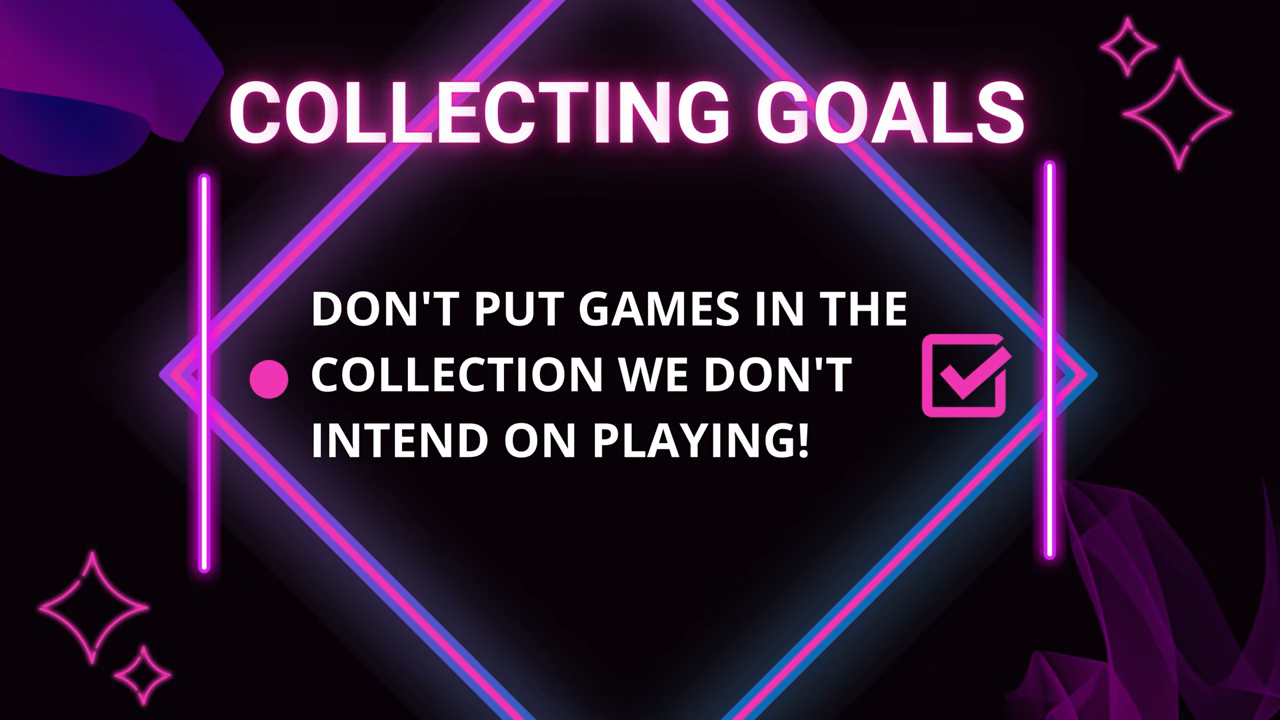 COLLECTING GOALS
DON'T PUT GAMES IN THE
COLLECTION WE DON'T
INTEND ON PLAYING!